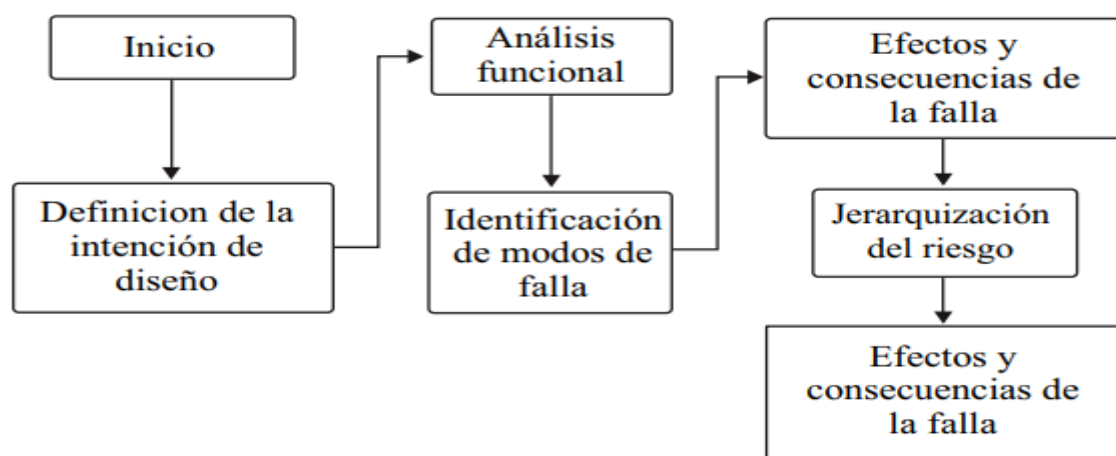 Inicio
Definicion de la
intención de
diseño
Análisis
funcional
Identificación
de modos de
falla
Efectos y
consecuencias de
la falla
Jerarquización
del riesgo
Efectos y
consecuencias de
la falla